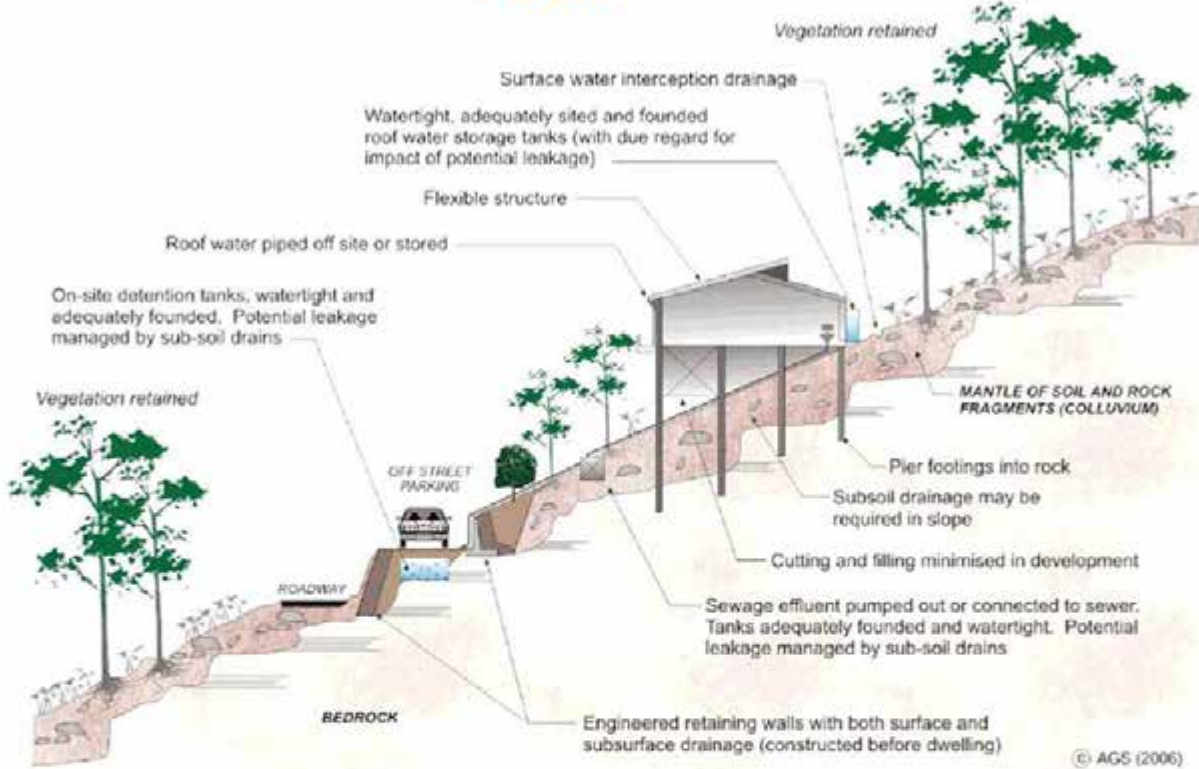 Vegetation retained
Surface water interception drainage
Watertight, adequately sited and founded
roof water storage tanks (with due regard for
impact of potential leakage)
Flexible structure
Roof water piped off site or stored
On-site detention tanks, watertight and
adequately founded. Potential leakage
managed by sub-soil drains
Vegetation retained
MANTLE OF SOIL AND ROCK
FRAGMENTS (COLLUVIUM)
OFF STREET
PARKING
Pier footings into rock
Subsoil drainage may be
required in slope
Cutting and filling minimised in development
ROADWAY
Sewage effluent pumped out or connected to sewer.
Tanks adequately founded and watertight. Potential
leakage managed by sub-soil drains
BEDROCK
Engineered retaining walls with both surface and
subsurface drainage (constructed before dwelling)
© AGS (2006)